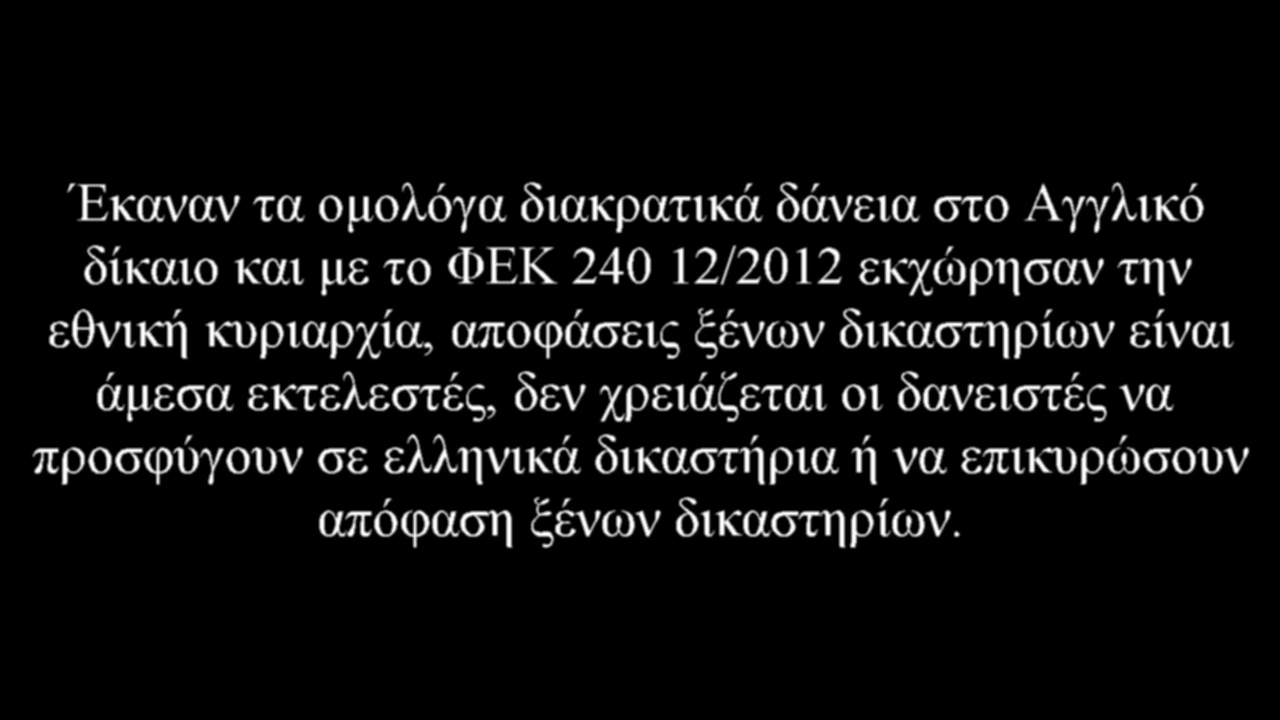 Έκαναν τα ομολόγα διακρατικά δάνεια στο Αγγλικό
δίκαιο και με το ΦΕΚ 240 12/2012 εκχώρησαν την
εθνική κυριαρχία, αποφάσεις ξένων δικαστηρίων είναι
άμεσα εκτελεστές, δεν χρειάζεται οι δανειστές να
προσφύγουν σε ελληνικά δικαστήρια ή να επικυρώσουν
απόφαση ξένων δικαστηρίων.